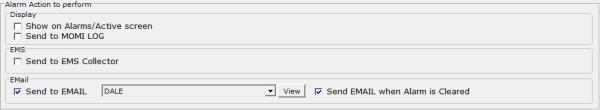 Alarm Action to perform
Display
Show on Alarms/Active screen
Send to MOMI LOG
EMS
Send to EMS Collector
EMail
Send to EMAIL DALE View Send EMAIL when Alarm is Cleared